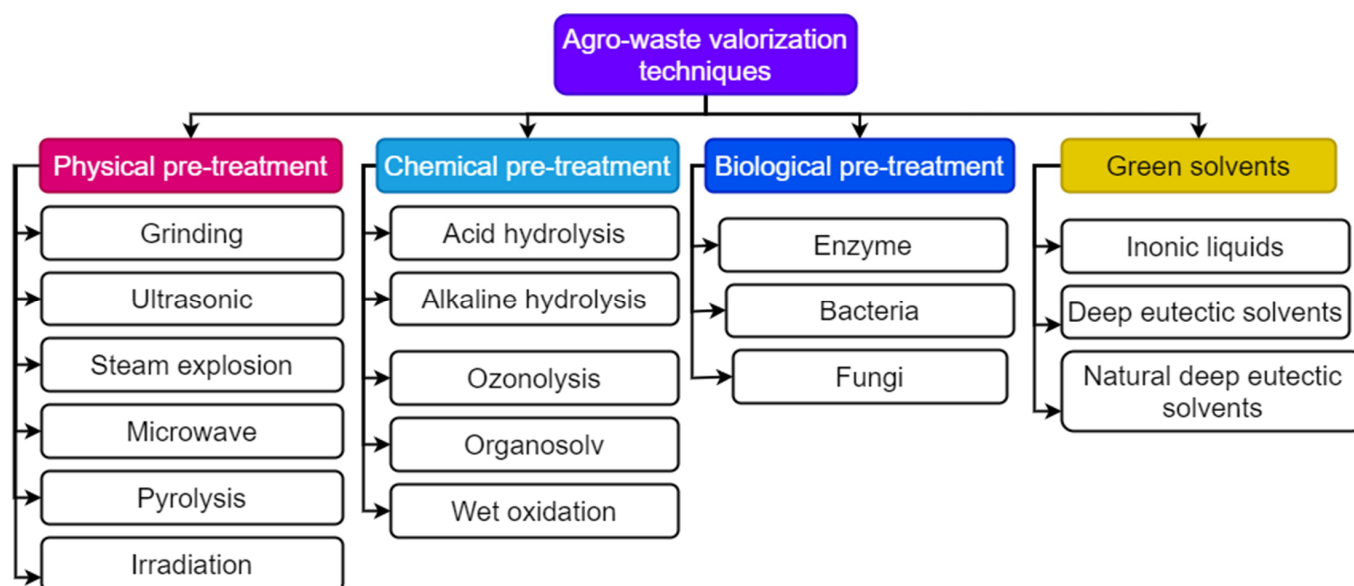 Agro-waste valorization
techniques
Physical pre-treatment
Grinding
Ultrasonic
Steam explosion
Microwave
Pyrolysis
Irradiation
Chemical pre-treatment
Acid hydrolysis
Alkaline hydrolysis
Ozonolysis
Organosolv
Wet oxidation
Biological pre-treatment
Enzyme
Bacteria
Fungi
Green solvents
Inonic liquids
Deep eutectic solvents
Natural deep eutectic
solvents